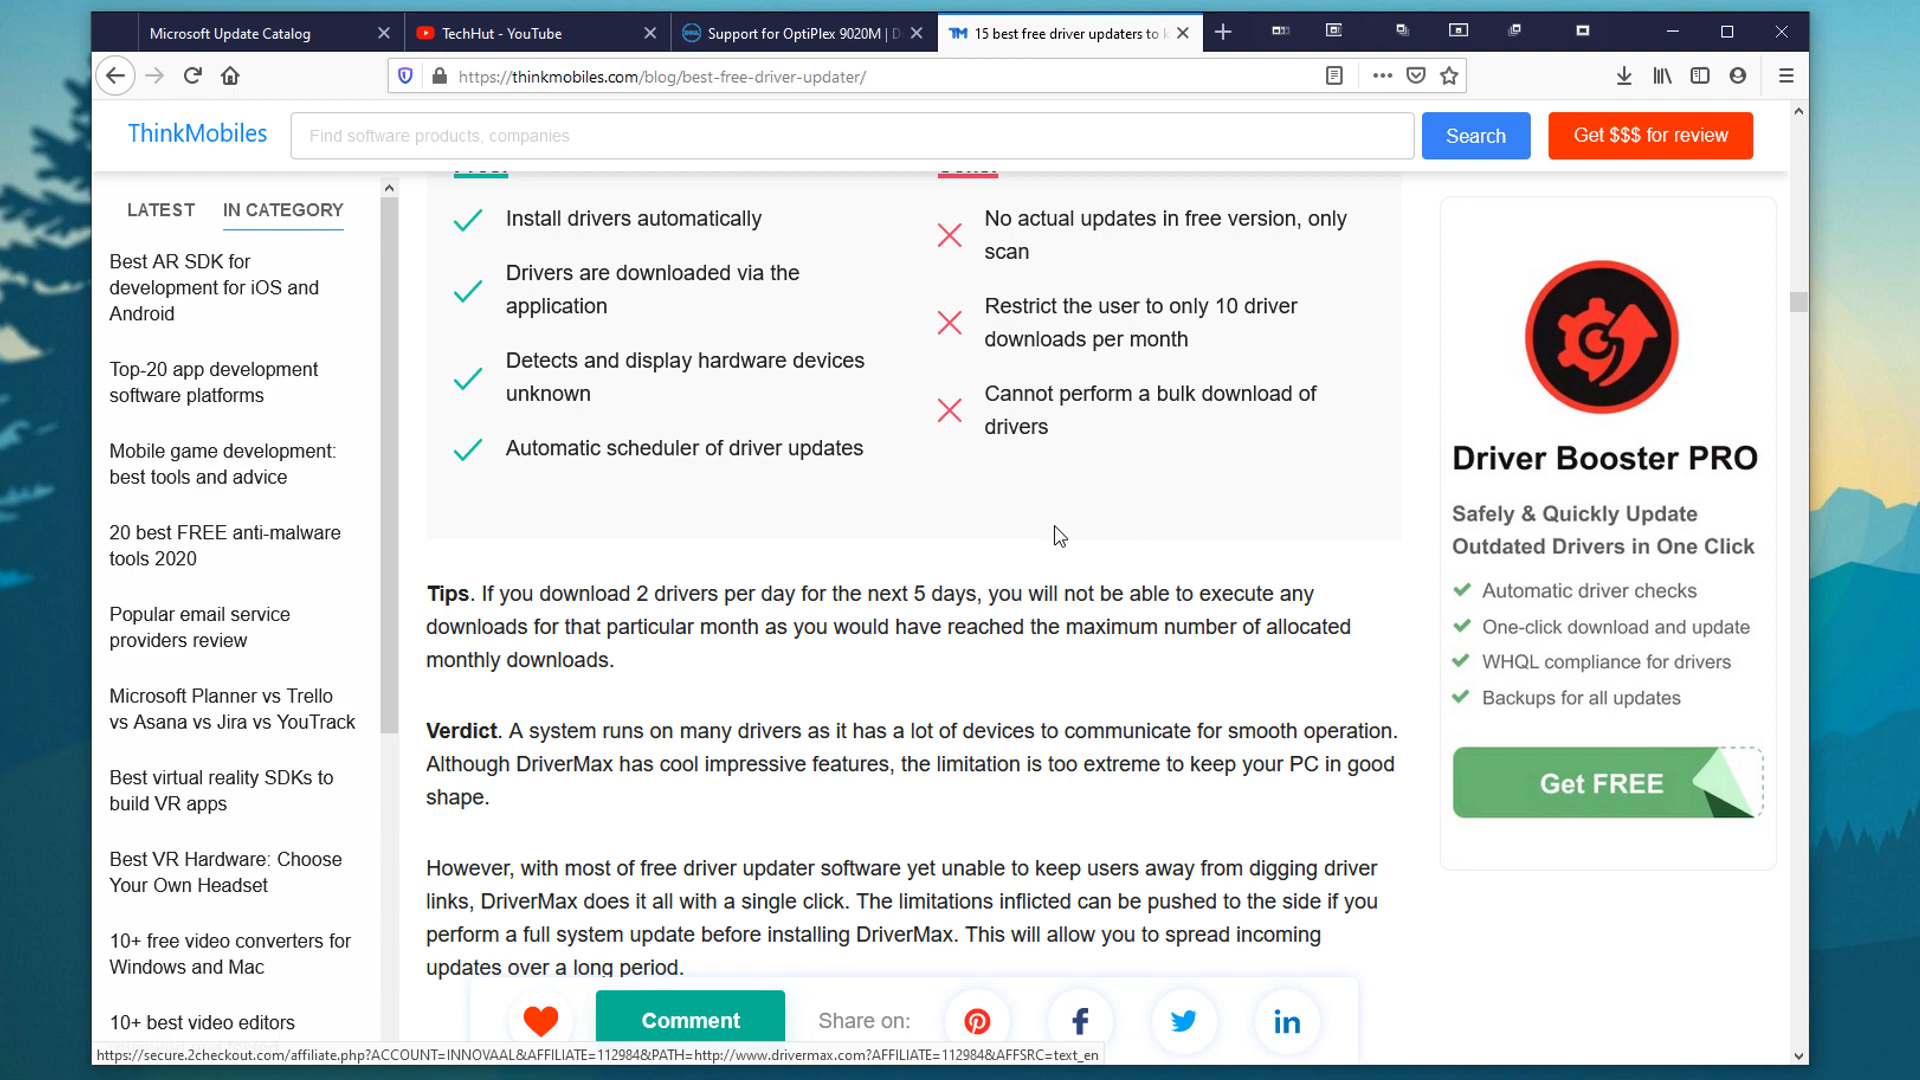 Microsoft Update Catalog
TechHut - YouTube
Support for OptiPlex 9020M | D
15 best free driver updaters to k
https://thinkmobiles.com/blog/best-free-driver-updater/
ThinkMobiles
Find software products, companies
Search
Get $$$ for review
LATEST
IN CATEGORY
Best AR SDK for
development for iOS and
Android
Top-20 app development
software platforms
Mobile game development:
best tools and advice
20 best FREE anti-malware
tools 2020
Popular email service
providers review
Microsoft Planner vs Trello
vs Asana vs Jira vs YouTrack
Best virtual reality SDKs to
build VR apps
Best VR Hardware: Choose
Your Own Headset
10+ free video converters for
Windows and Mac
10+ best video editors
Install drivers automatically
Drivers are downloaded via the
application
Detects and display hardware devices
unknown
Automatic scheduler of driver updates
No actual updates in free version, only
scan
Restrict the user to only 10 driver
downloads per month
Cannot perform a bulk download of
drivers
Tips. If you download 2 drivers per day for the next 5 days, you will not be able to execute any
downloads for that particular month as you would have reached the maximum number of allocated
monthly downloads.
Verdict. A system runs on many drivers as it has a lot of devices to communicate for smooth operation.
Although DriverMax has cool impressive features, the limitation is too extreme to keep your PC in good
shape.
However, with most of free driver updater software yet unable to keep users away from digging driver
links, DriverMax does it all with a single click. The limitations inflicted can be pushed to the side if you
perform a full system update before installing DriverMax. This will allow you to spread incoming
updates over a long period.
Comment
Share on:
Driver Booster PRO
Safely & Quickly Update
Outdated Drivers in One Click
Automatic driver checks
One-click download and update
WHQL compliance for drivers
Backups for all updates
Get FREE
https://secure.2checkout.com/affiliate.php?ACCOUNT=INNOVAAL&AFFILIATE=112984&PATH=http://www.drivermax.com?AFFILIATE=112984&AFFSRC=text_en